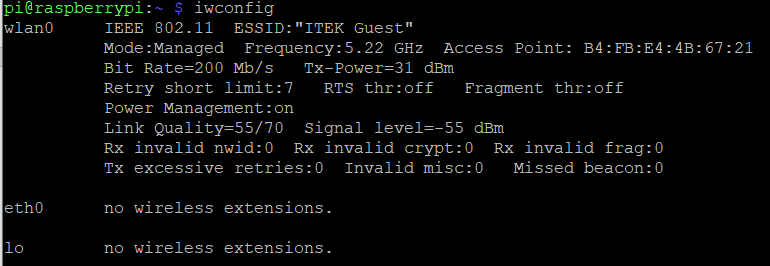 pi@raspberrypi:~ $ iwconfig
wlan0     IEEE 802.11  ESSID:"ITEK Guest"
          Mode:Managed  Frequency:5.22 GHz  Access Point: B4:FB:E4:4B:67:21
          Bit Rate=200 Mb/s   Tx-Power=31 dBm
          Retry short limit:7   RTS thr:off   Fragment thr:off
          Power Management:on
          Link Quality=55/70  Signal level=-55 dBm
          Rx invalid nwid:0  Rx invalid crypt:0  Rx invalid frag:0
          Tx excessive retries:0  Invalid misc:0   Missed beacon:0
eth0      no wireless extensions.
lo        no wireless extensions.